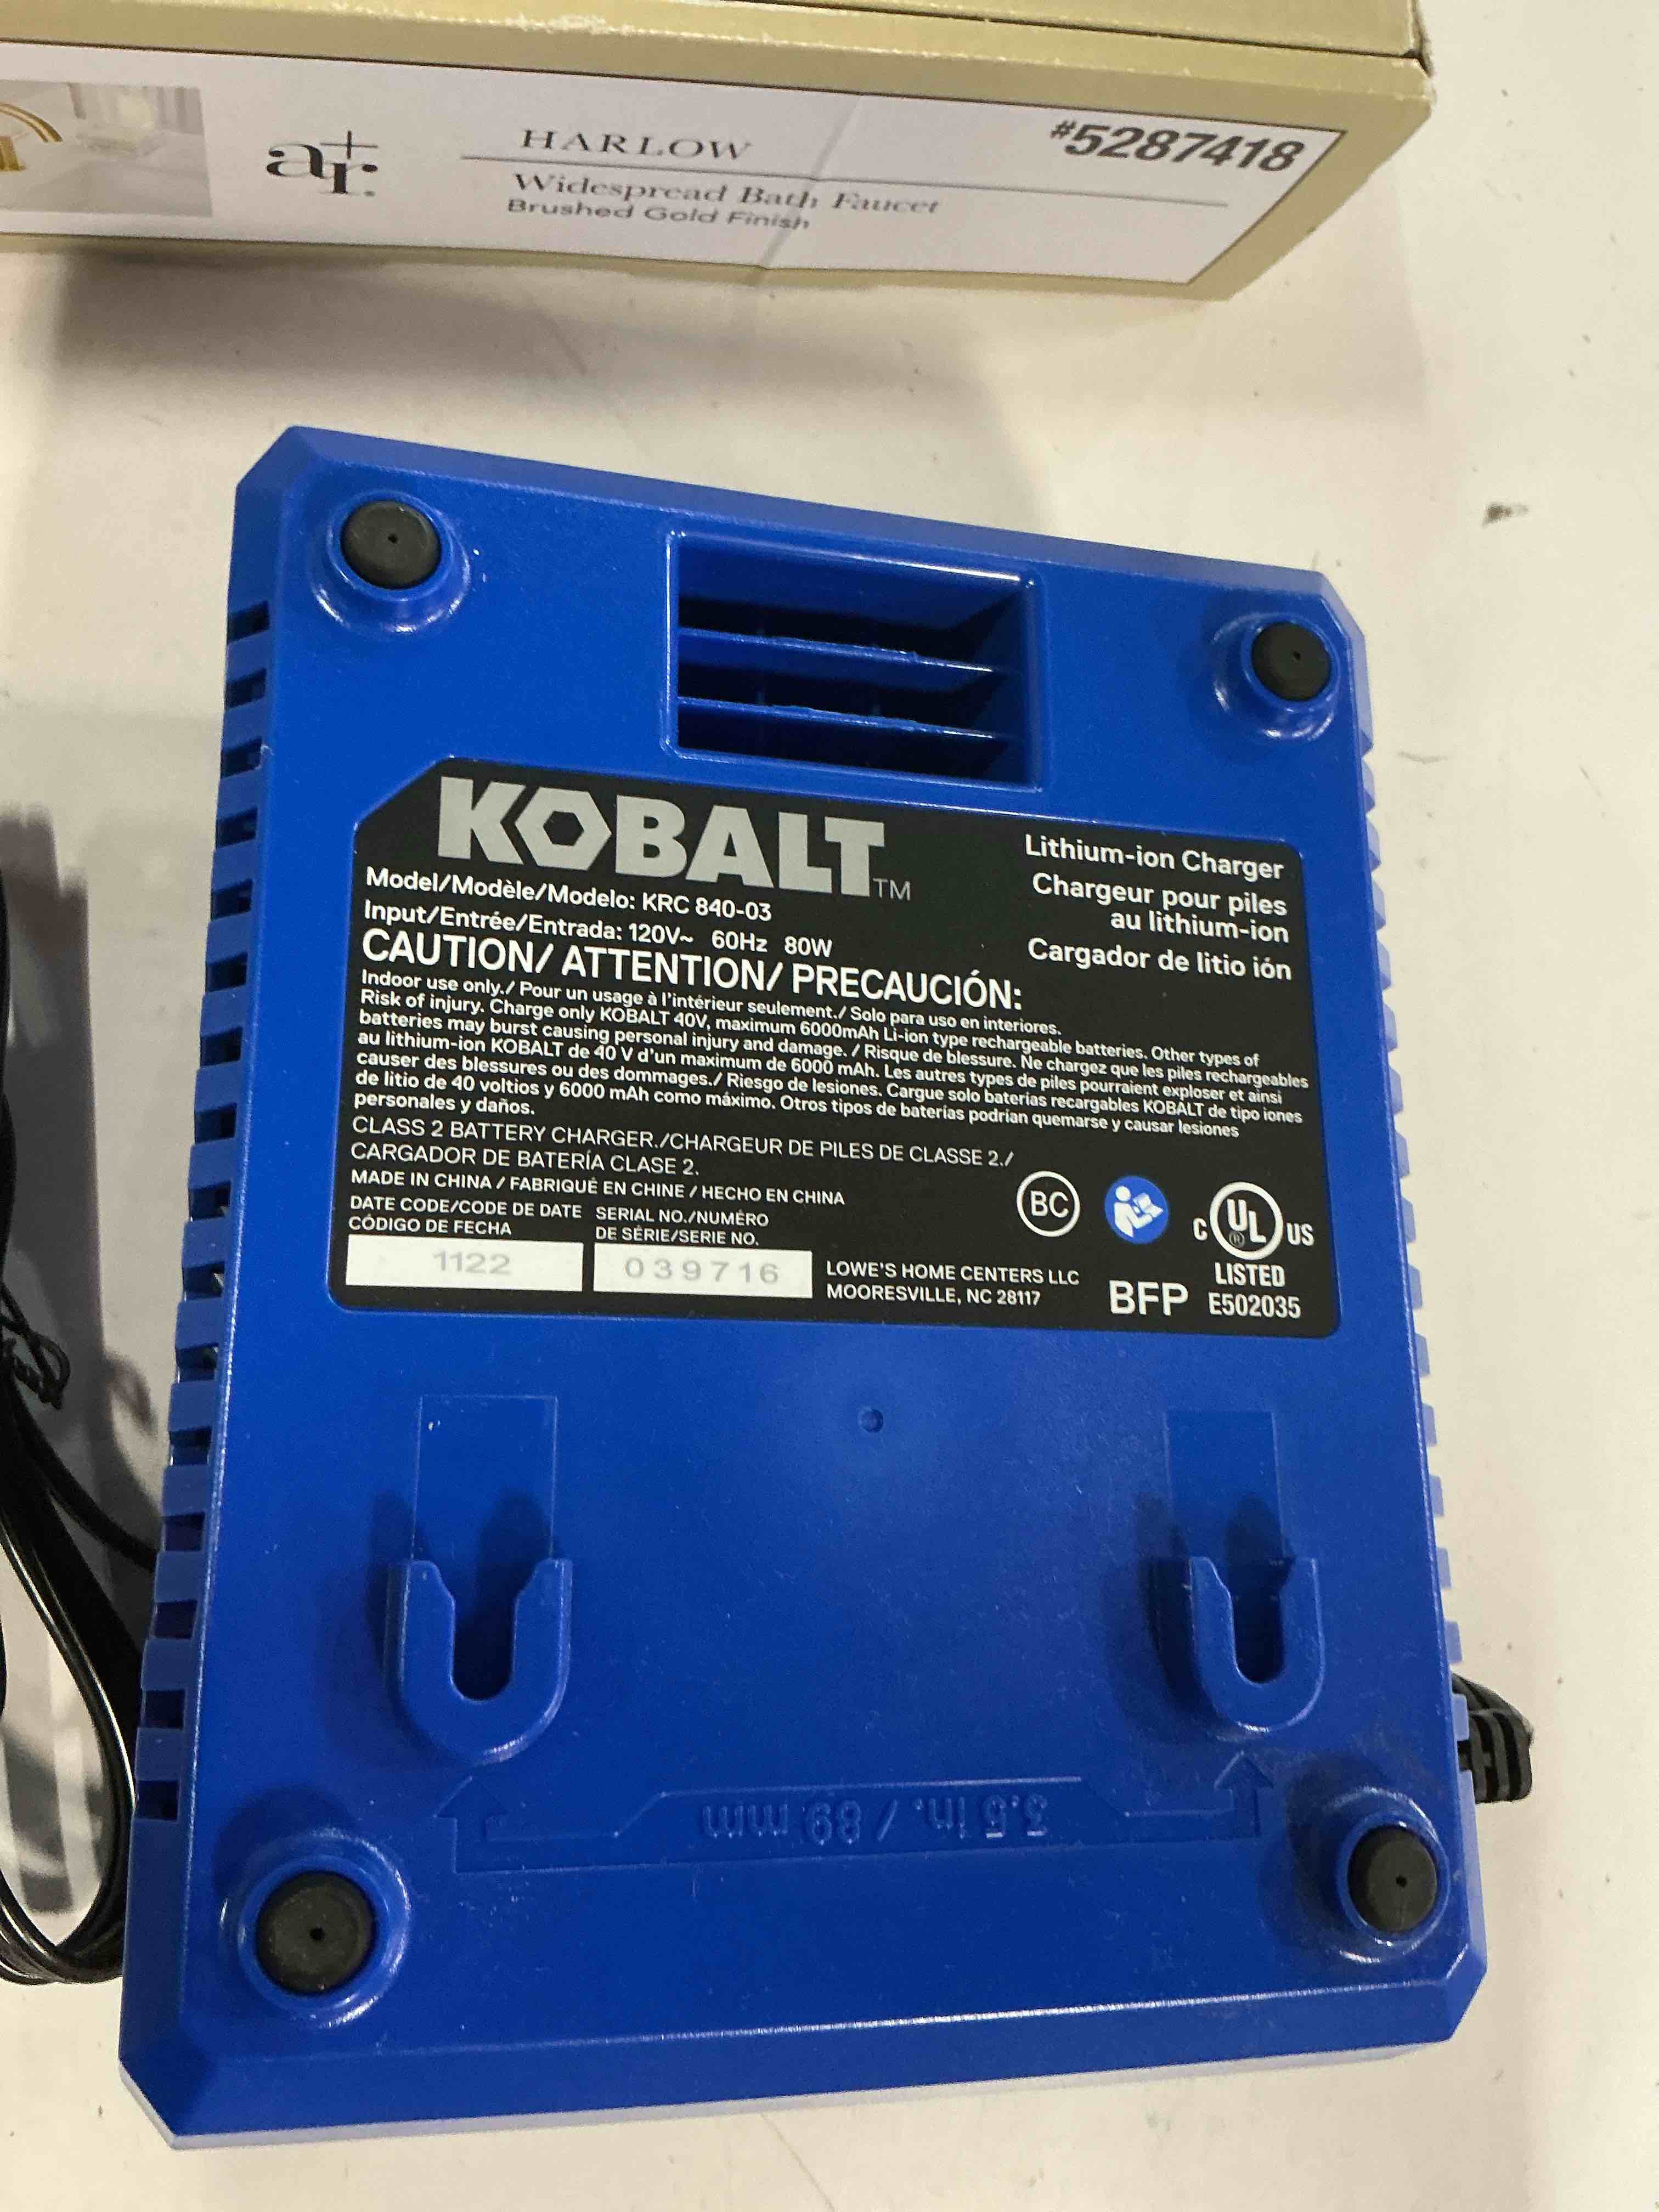 a+r.
HARLOW
#5287418
Widespread Bath Faucet
Brushed Gold Finish
KOBALT™
Lithium-ion Charger
Chargeur pour piles
au lithium-ion
Cargador de litio ión
Model/Modèle/Modelo: KRC 840-03
Input/Entrée/Entrada: 120V~ 60Hz 80W
CAUTION/ ATTENTION/ PRECAUCIÓN:
Indoor use only./ Pour un usage à l'intérieur seulement./ Solo para uso en interiores.
Risk of injury. Charge only KOBALT 40V, maximum 6000mAh Li-ion type rechargeable batteries. Other types of
batteries may burst causing personal injury and damage. / Risque de blessure. Ne chargez que les piles rechargeables
au lithium-ion KOBALT de 40 V d'un maximum de 6000 mAh. Les autres types de piles pourraient exploser et ainsi
causer des blessures ou des dommages./ Riesgo de lesiones. Cargue solo baterías recargables KOBALT de tipo iones
de litio de 40 voltios y 6000 mAh como máximo. Otros tipos de baterías podrían quemarse y causar lesiones
personales y daños.
CLASS 2 BATTERY CHARGER./CHARGEUR DE PILES DE CLASSE 2./
CARGADOR DE BATERÍA CLASE 2.
MADE IN CHINA / FABRIQUÉ EN CHINE / HECHO EN CHINA
DATE CODE/CODE DE DATE
CÓDIGO DE FECHA
1122
SERIAL NO./NUMÉRO
DE SÉRIE/SERIE NO.
039716
LOWE'S HOME CENTERS LLC
MOORESVILLE, NC 28117
BC
BFP
C UL ® US
LISTED
E502035
3.5 in. / 89 mm